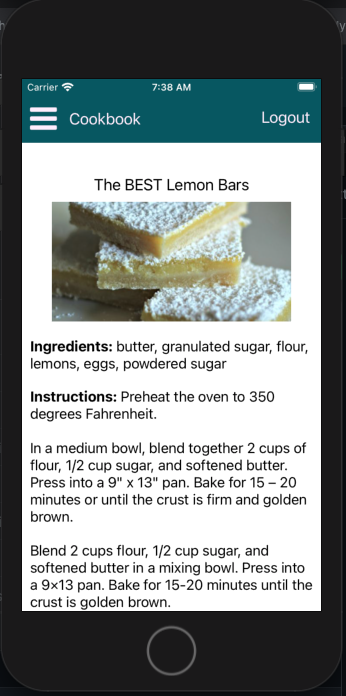 Carrier 7:38 AM
Cookbook Logout
The BEST Lemon Bars
Ingredients: butter, granulated sugar, flour,
lemons, eggs, powdered sugar
Instructions: Preheat the oven to 350
degrees Fahrenheit.
In a medium bowl, blend together 2 cups of
flour, 1/2 cup sugar, and softened butter.
Press into a 9" x 13" pan. Bake for 15 – 20
minutes or until the crust is firm and golden
brown.
Blend 2 cups flour, 1/2 cup sugar, and
softened butter in a mixing bowl. Press into
a 9×13 pan. Bake for 15-20 minutes until the
crust is golden brown.